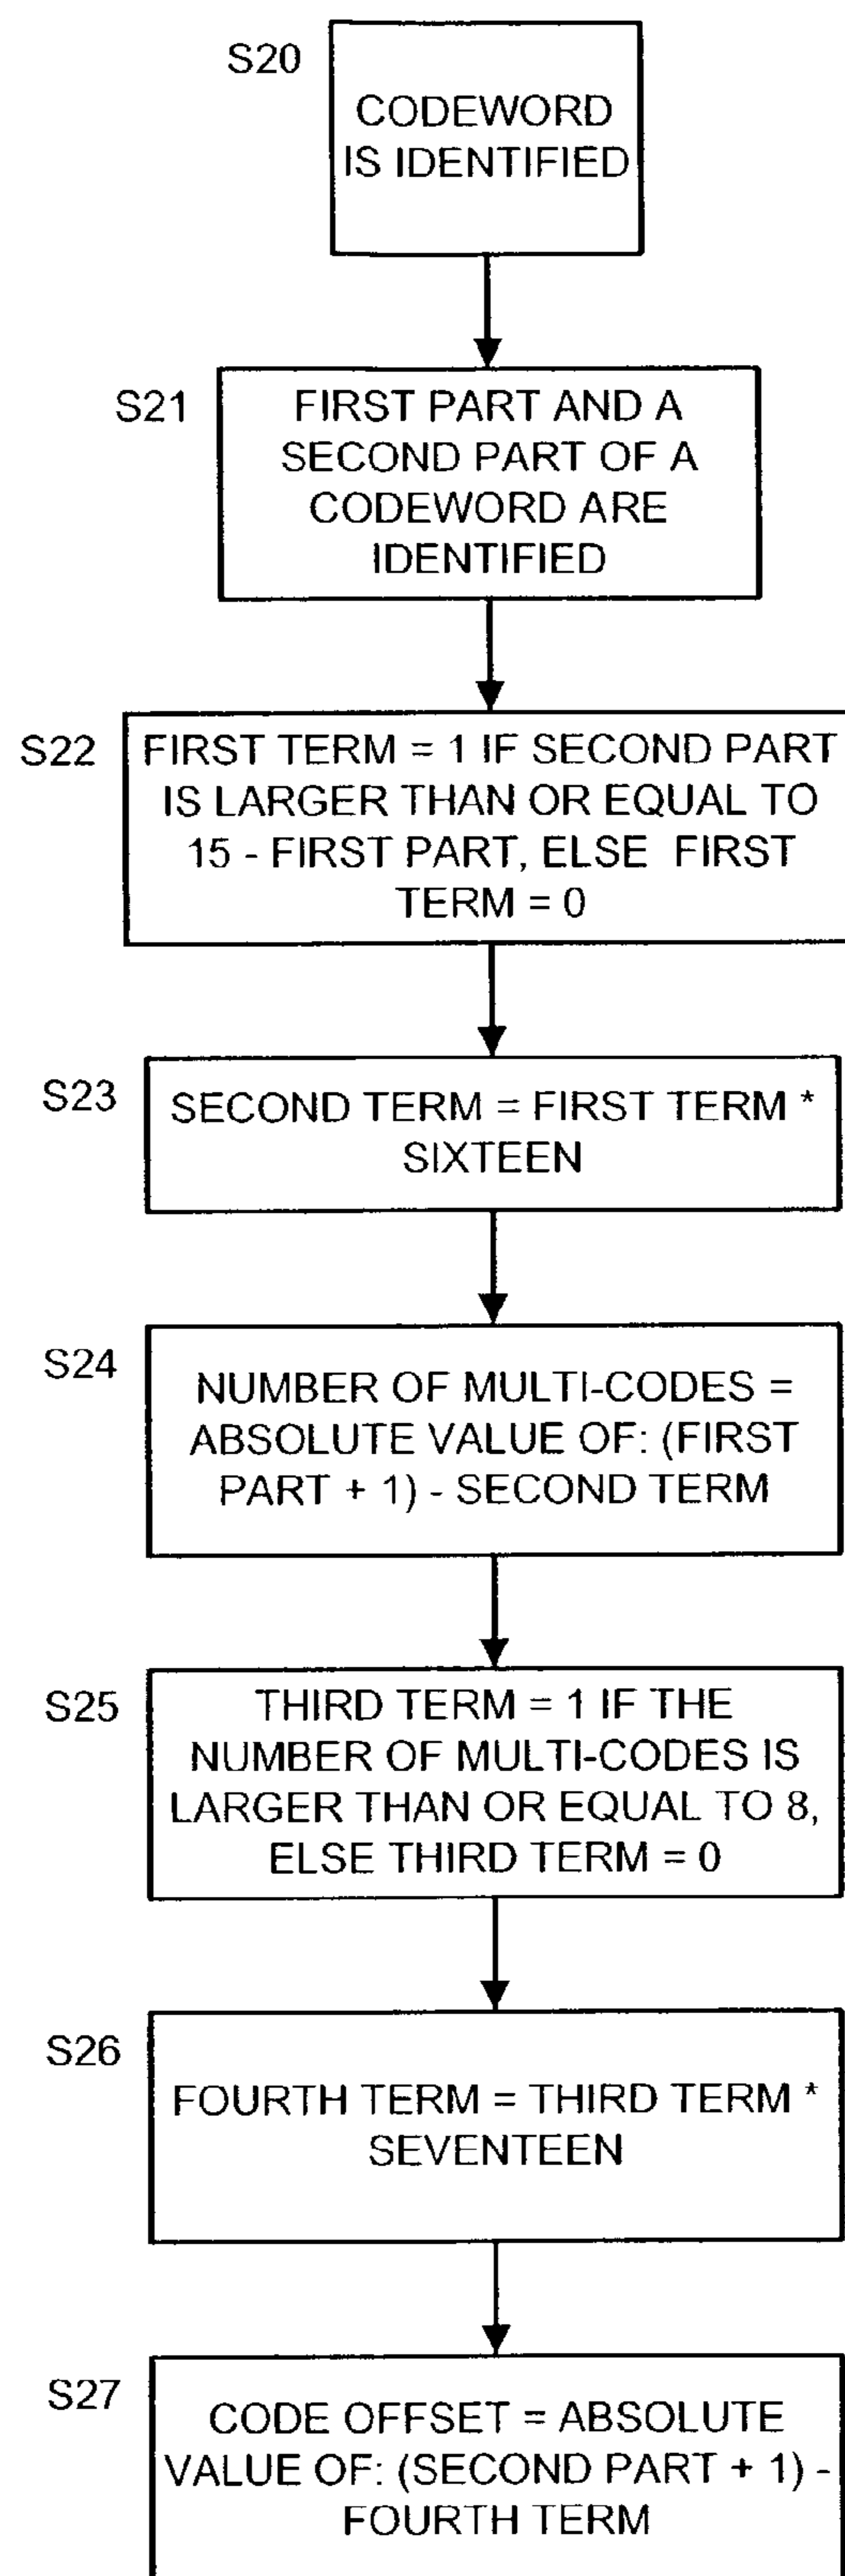 S20
CODEWORD
IS IDENTIFIED
S21
FIRST PART AND A
SECOND PART OF A
CODEWORD ARE
IDENTIFIED
S22
FIRST TERM = 1 IF SECOND PART
IS LARGER THAN OR EQUAL TO
15 - FIRST PART, ELSE FIRST
TERM = 0
S23
SECOND TERM = FIRST TERM *
SIXTEEN
S24
NUMBER OF MULTI-CODES =
ABSOLUTE VALUE OF: (FIRST
PART + 1) - SECOND TERM
S25
THIRD TERM = 1 IF THE
NUMBER OF MULTI-CODES IS
LARGER THAN OR EQUAL TO 8,
ELSE THIRD TERM = 0
S26
FOURTH TERM = THIRD TERM *
SEVENTEEN
S27
CODE OFFSET = ABSOLUTE
VALUE OF: (SECOND PART + 1) -
FOURTH TERM